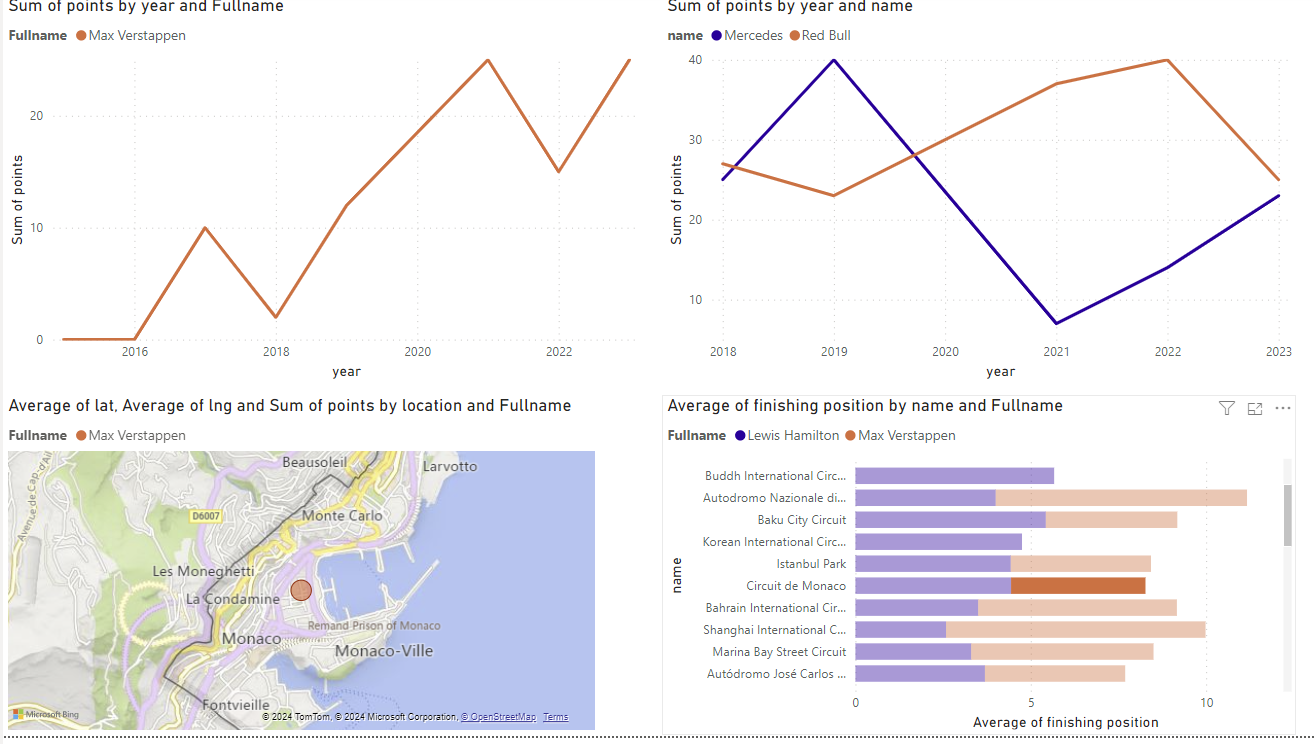 Sum of points by year and Fullname
Fullname Max Verstappen
20
10
0
Sum of points
2016 2018 2020 2022
year
Sum of points by year and name
name Mercedes Red Bull
40
30
20
10
Sum of points
2018 2019 2020 2021 2022 2023
year
Average of lat, Average of lng and Sum of points by location and Fullname
Fullname Max Verstappen
Beausoleil
Larvotto
Avenue de Cap d'Ail
D6007
Monte Carlo
Les Moneghetti
La Condamine
Remand Prison of Monaco
Monaco
Monaco-Ville
Fontvieille
Microsoft Bing
© 2024 TomTom, © 2024 Microsoft Corporation, © OpenStreetMap Terms
Average of finishing position by name and Fullname
Fullname Lewis Hamilton Max Verstappen
name
Buddh International Circ...
Autodromo Nazionale di...
Baku City Circuit
Korean International Circ...
Istanbul Park
Circuit de Monaco
Bahrain International Cir...
Shanghai International C...
Marina Bay Street Circuit
Autódromo José Carlos ...
0 5 10
Average of finishing position